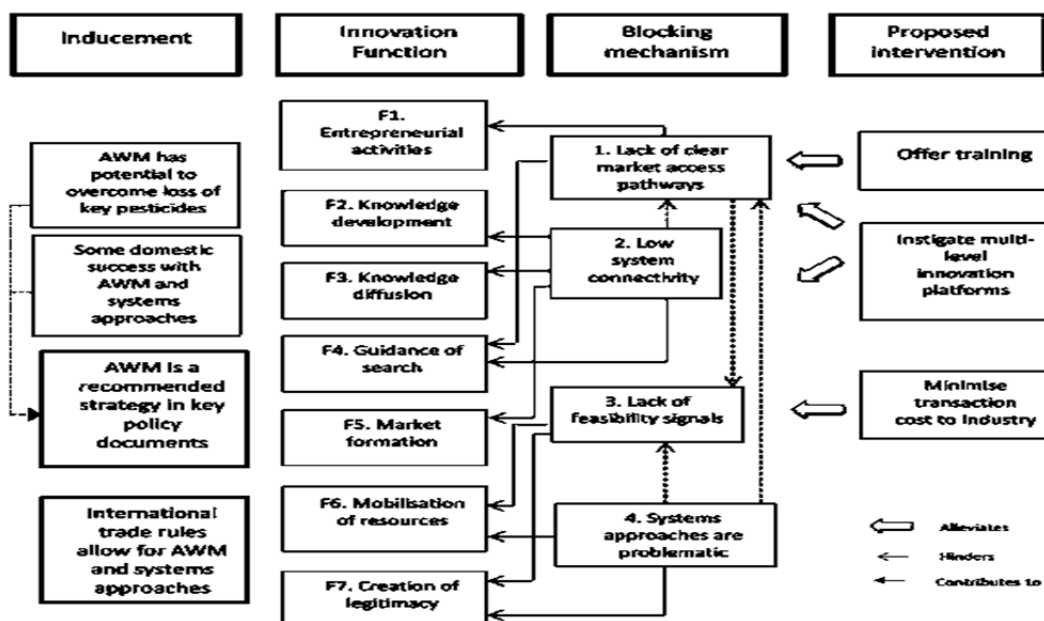 Inducement
Innovation
Function
Blocking
mechanism
Proposed
intervention
AWM has
potential to
overcome loss of
key pesticides
Some domestic
success with
AWM and
systems
approaches
AWM is a
recommended
strategy in key
policy
documents
International
trade rules
allow for AWM
and systems
approaches
F1.
Entrepreneurial
activities
F2. Knowledge
development
F3. Knowledge
diffusion
F4. Guidance of
search
F5. Market
formation
F6. Mobilisation
of resources
F7. Creation of
legitimacy
1. Lack of clear
market access
pathways
2. Low
system
connectivity
3. Lack of
feasibility signals
4. Systems
approaches are
problematic
Offer training
Instigate multi-
level
innovation
platforms
Minimise
transaction
cost to industry
Alleviates
Hinders
Contributes to